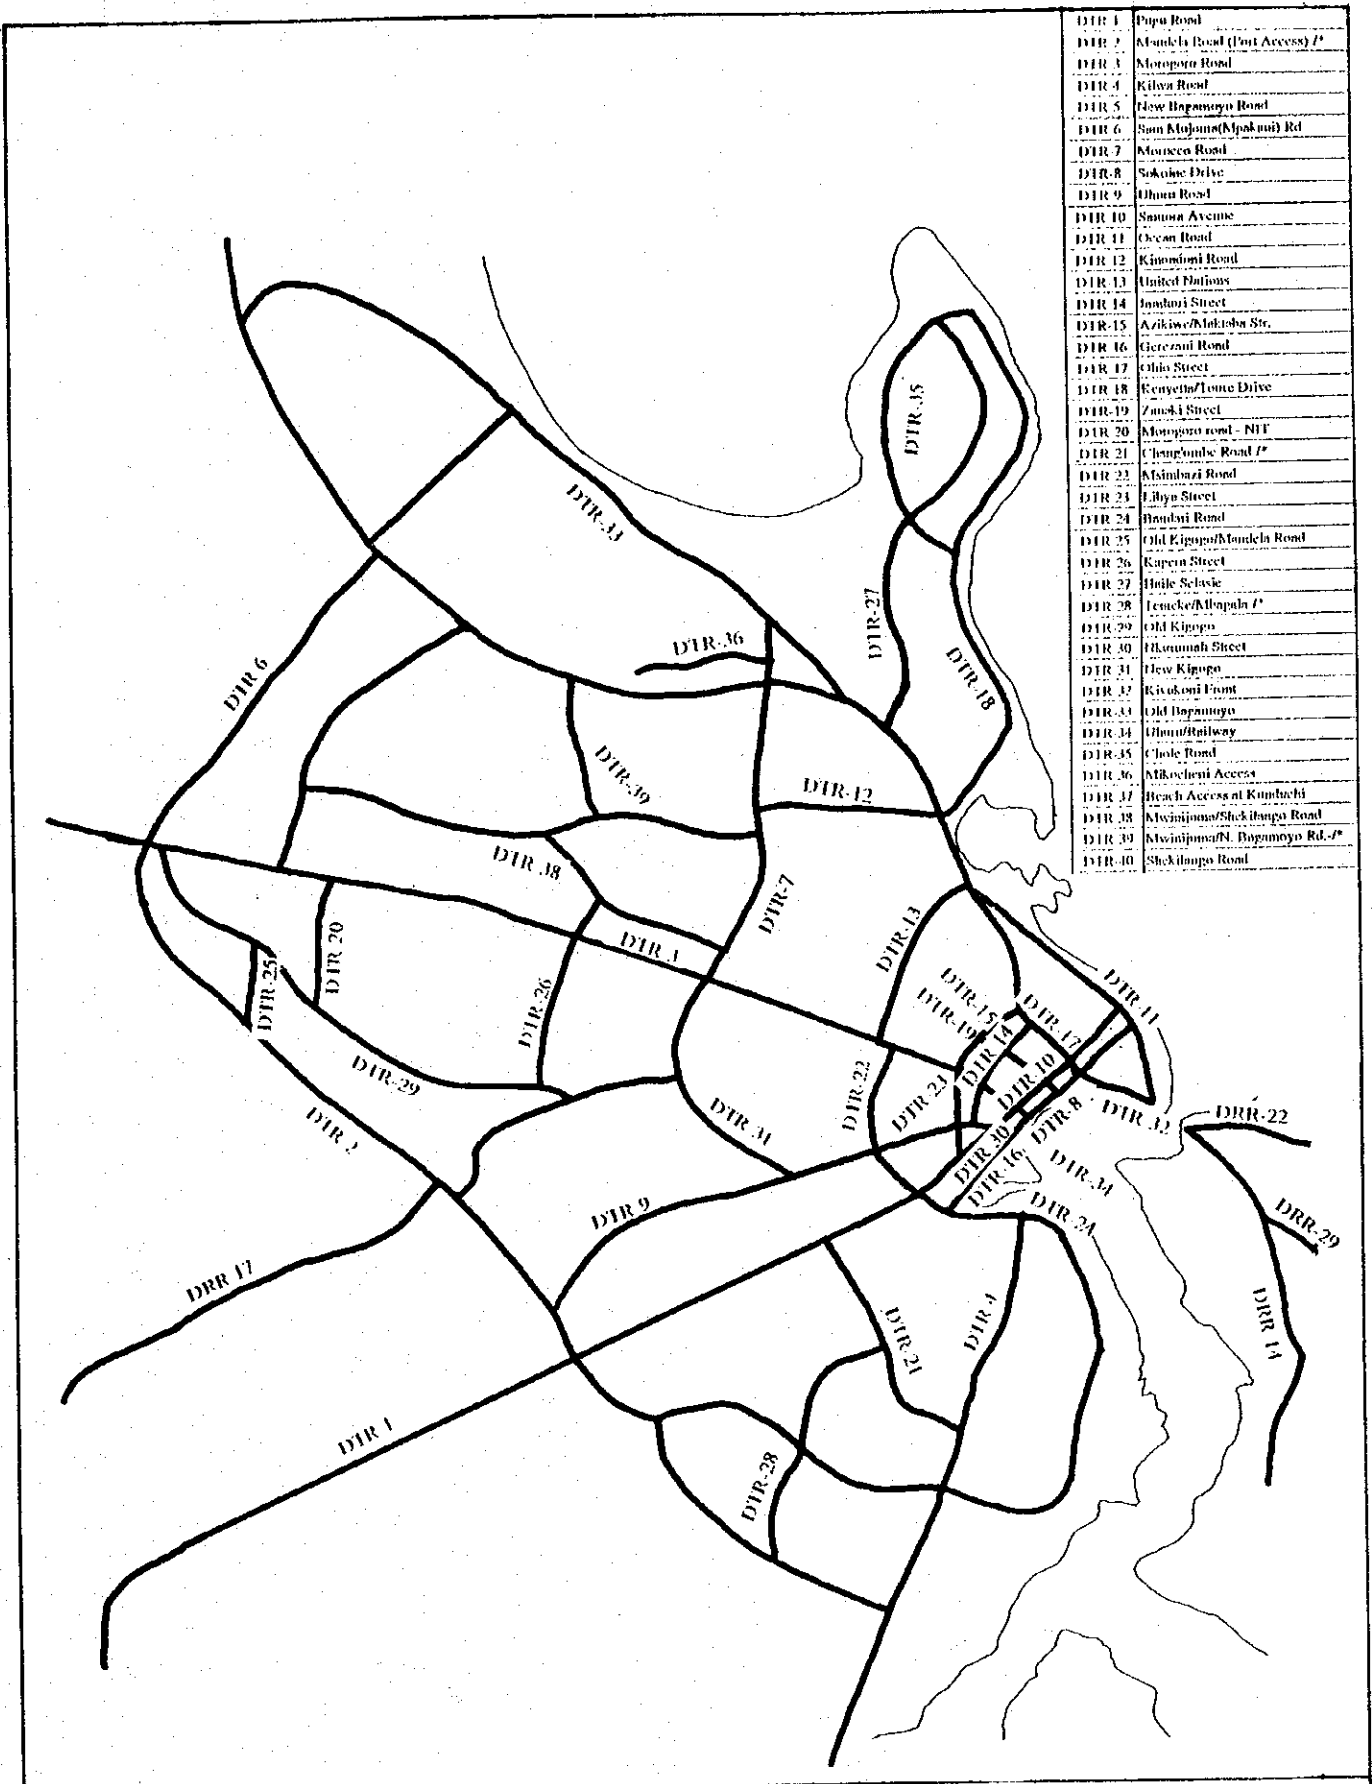 DTR 1 Pugu Road
DTR 2 Mandela Road (Port Access) /*
DTR 3 Morogoro Road
DTR 4 Kilwa Road
DTR 5 New Bagamoyo Road
DTR 6 Sam Mujoma(Mpakani) Rd
DTR-7 Morocco Road
DTR-8 Sokoine Drive
DTR 9 Uhuru Road
DTR 10 Samora Avenue
DTR 11 Ocean Road
DTR 12 Kinondoni Road
DTR-13 United Nations
DTR 14 Jamhuri Street
DTR-15 Azikiwe/Maktaba Str.
DTR 16 Gerezani Road
DTR 17 Ohio Street
DTR 18 Kenyetta/Toure Drive
DTR-19 Zanaki Street
DTR 20 Morogoro road - NIT
DTR 21 Chang'ombe Road /*
DTR 22 Msimbazi Road
DTR 23 Libya Street
DTR 24 Bandari Road
DTR 25 Old Kigogo/Mandela Road
DTR 26 Kagera Street
DTR 27 Haile Selasie
DTR 28 Temeke/Mbagala /*
DTR-29 Old Kigogo
DTR 30 Nkurumah Street
DTR 31 New Kigogo
DTR 32 Kivukoni Front
DTR-33 Old Bagamoyo
DTR-34 Uhuru/Railway
DTR-35 Chole Road
DTR 36 Mikocheni Access
DTR 37 Beach Access at Kunduchi
DTR 38 Mwinijuma/Shekilango Road
DTR 39 Mwinijuma/N. Bagamoyo Rd.-/*
DTR-40 Shekilango Road
DTR-35
DTR-33
DTR-27
DTR-36
DTR-18
DTR 6
DTR-39
DTR-12
DTR 38
DTR-7
DTR-13
DTR 3
DTR 20
DTR-25
DTR-26
DTR-15
DTR-19
DTR-17
DTR-11
DTR 14
DTR-10
DTR-29
DTR-22
DTR-23
DTR-8
DTR 32
DRR-22
DTR 2
DTR 31
DTR 30
DTR-16
DTR-34
DTR 9
DTR-24
DRR-29
DRR 17
DTR-21
DTR-4
DRR 14
DTR 1
DTR-28